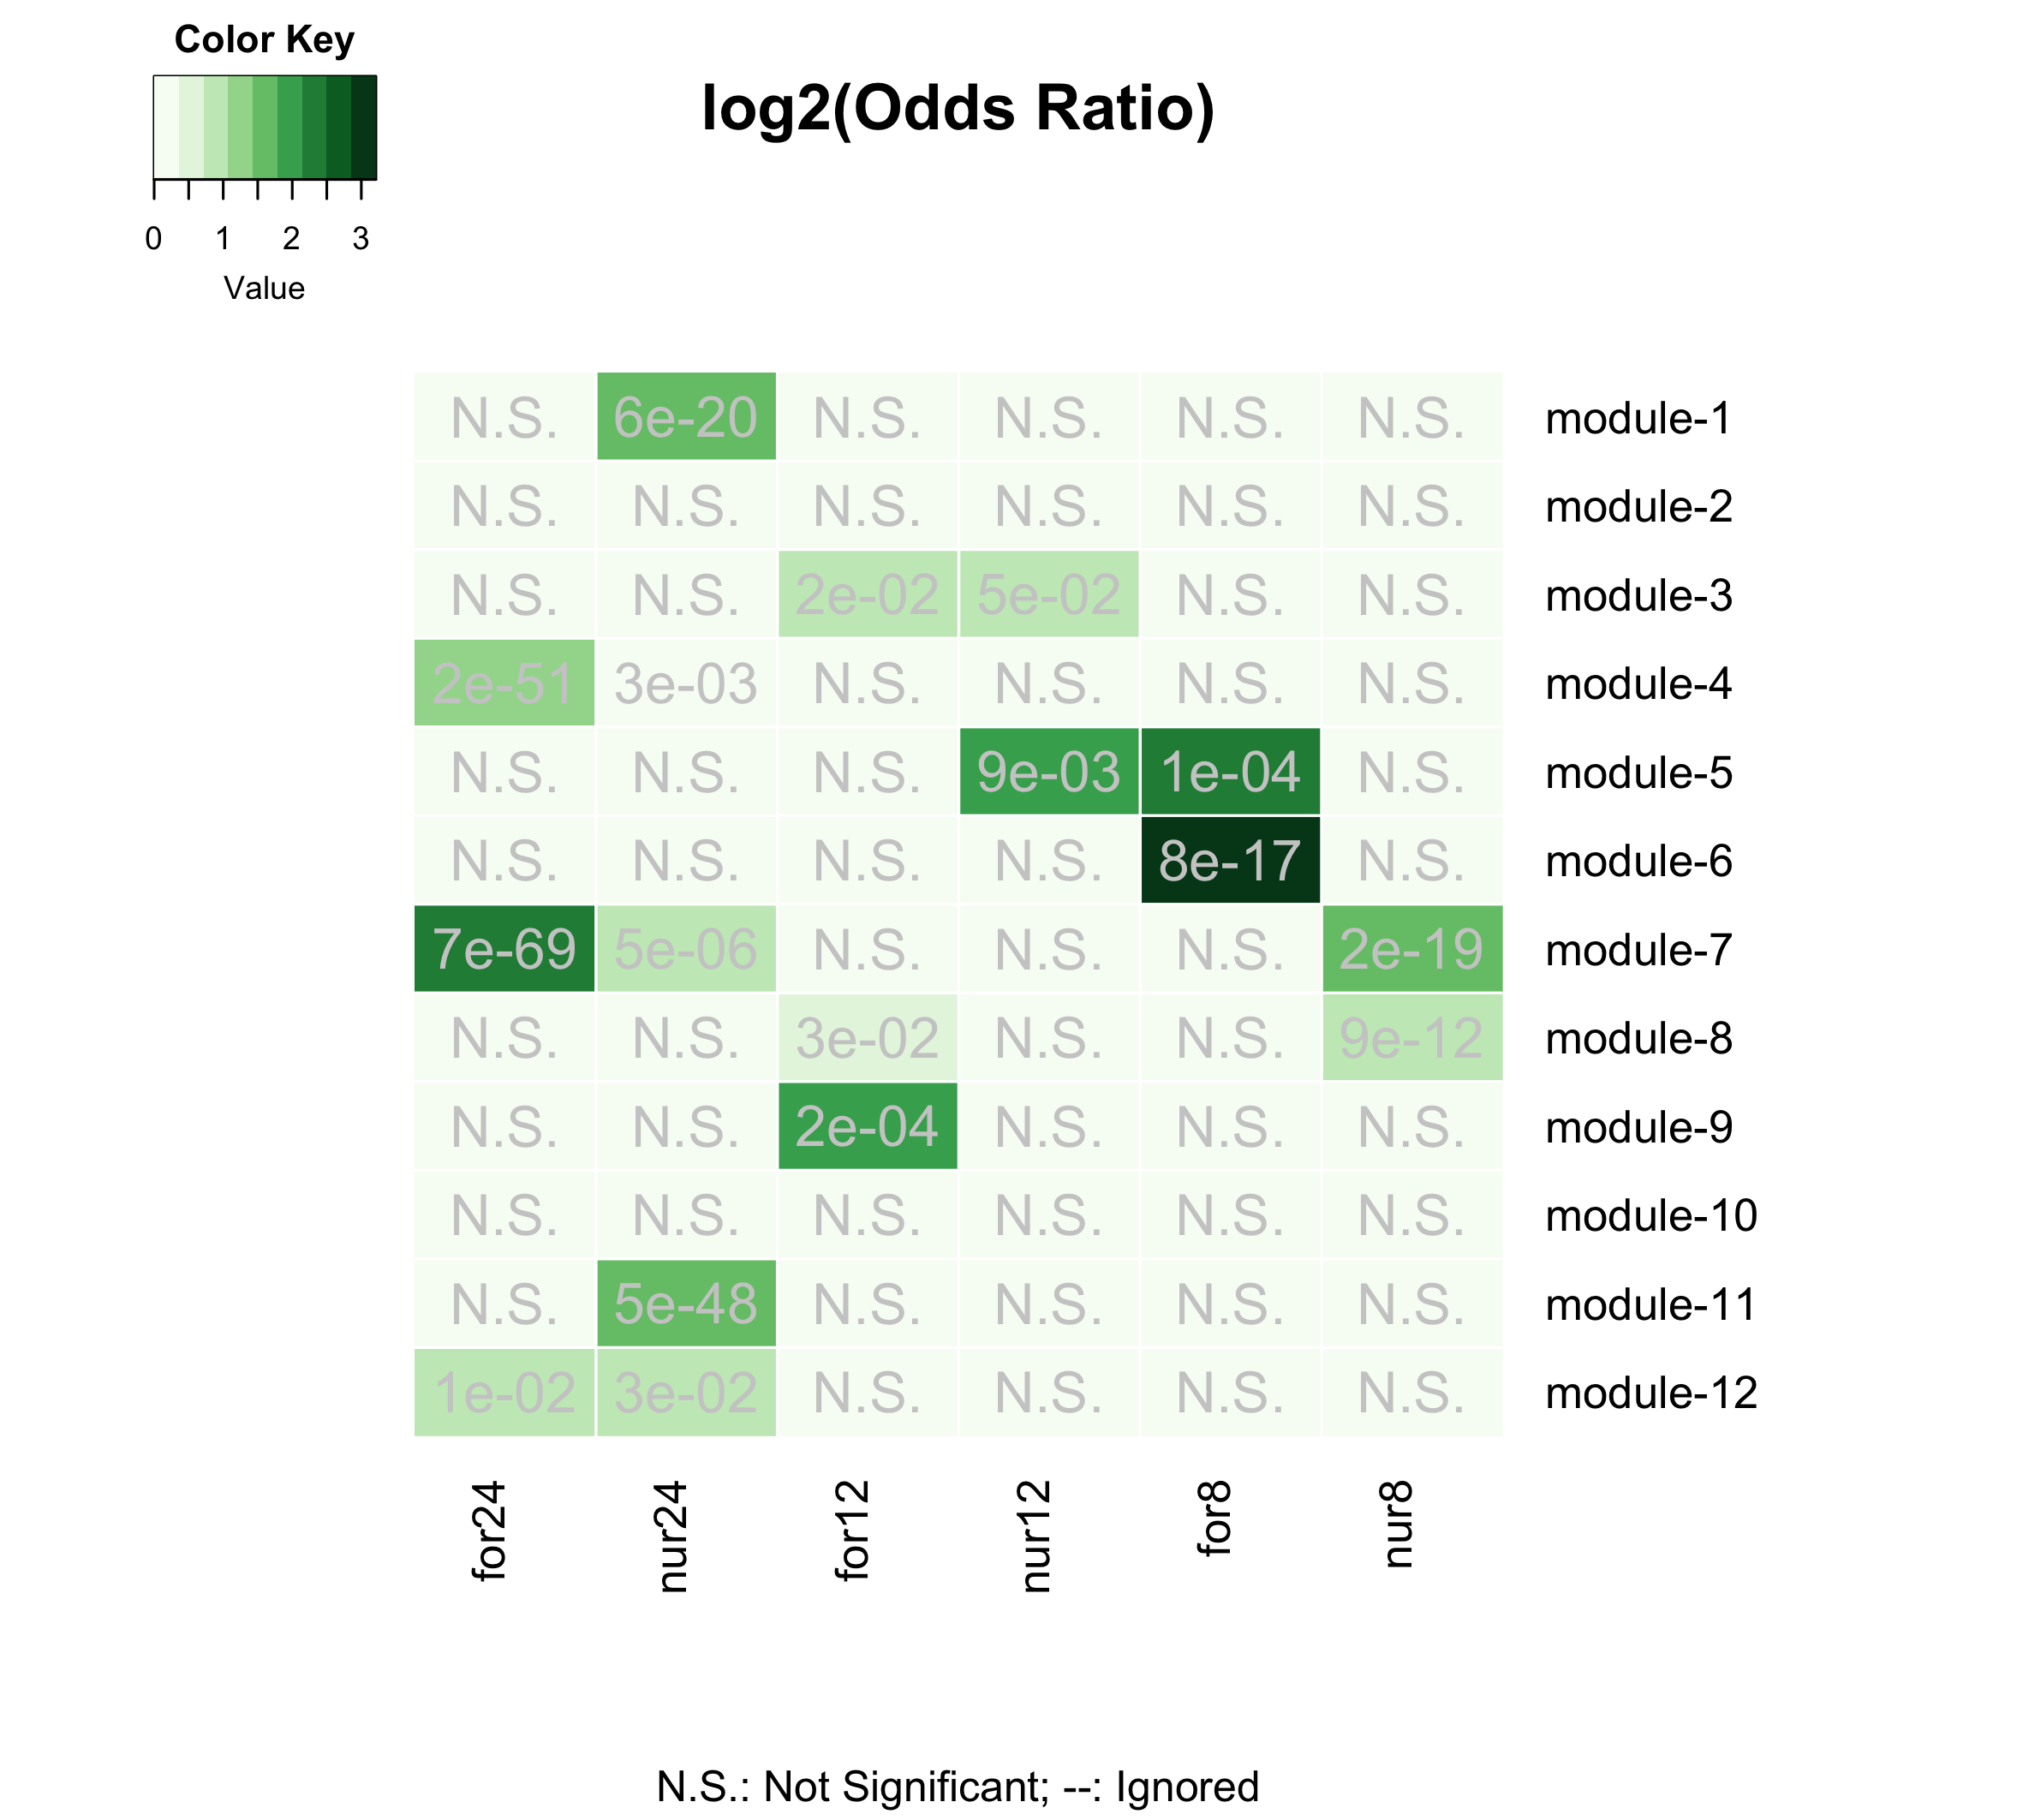 Color Key
0 1 2 3
Value
log2(Odds Ratio)
N.S. 6e-20 N.S. N.S. N.S. N.S. module-1
N.S. N.S. N.S. N.S. N.S. N.S. module-2
N.S. N.S. 2e-02 5e-02 N.S. N.S. module-3
2e-51 3e-03 N.S. N.S. N.S. N.S. module-4
N.S. N.S. N.S. 9e-03 1e-04 N.S. module-5
N.S. N.S. N.S. N.S. 8e-17 N.S. module-6
7e-69 5e-06 N.S. N.S. N.S. 2e-19 module-7
N.S. N.S. 3e-02 N.S. N.S. 9e-12 module-8
N.S. N.S. 2e-04 N.S. N.S. N.S. module-9
N.S. N.S. N.S. N.S. N.S. N.S. module-10
N.S. 5e-48 N.S. N.S. N.S. N.S. module-11
1e-02 3e-02 N.S. N.S. N.S. N.S. module-12
for24 nur24 for12 nur12 for8 nur8
N.S.: Not Significant; --: Ignored